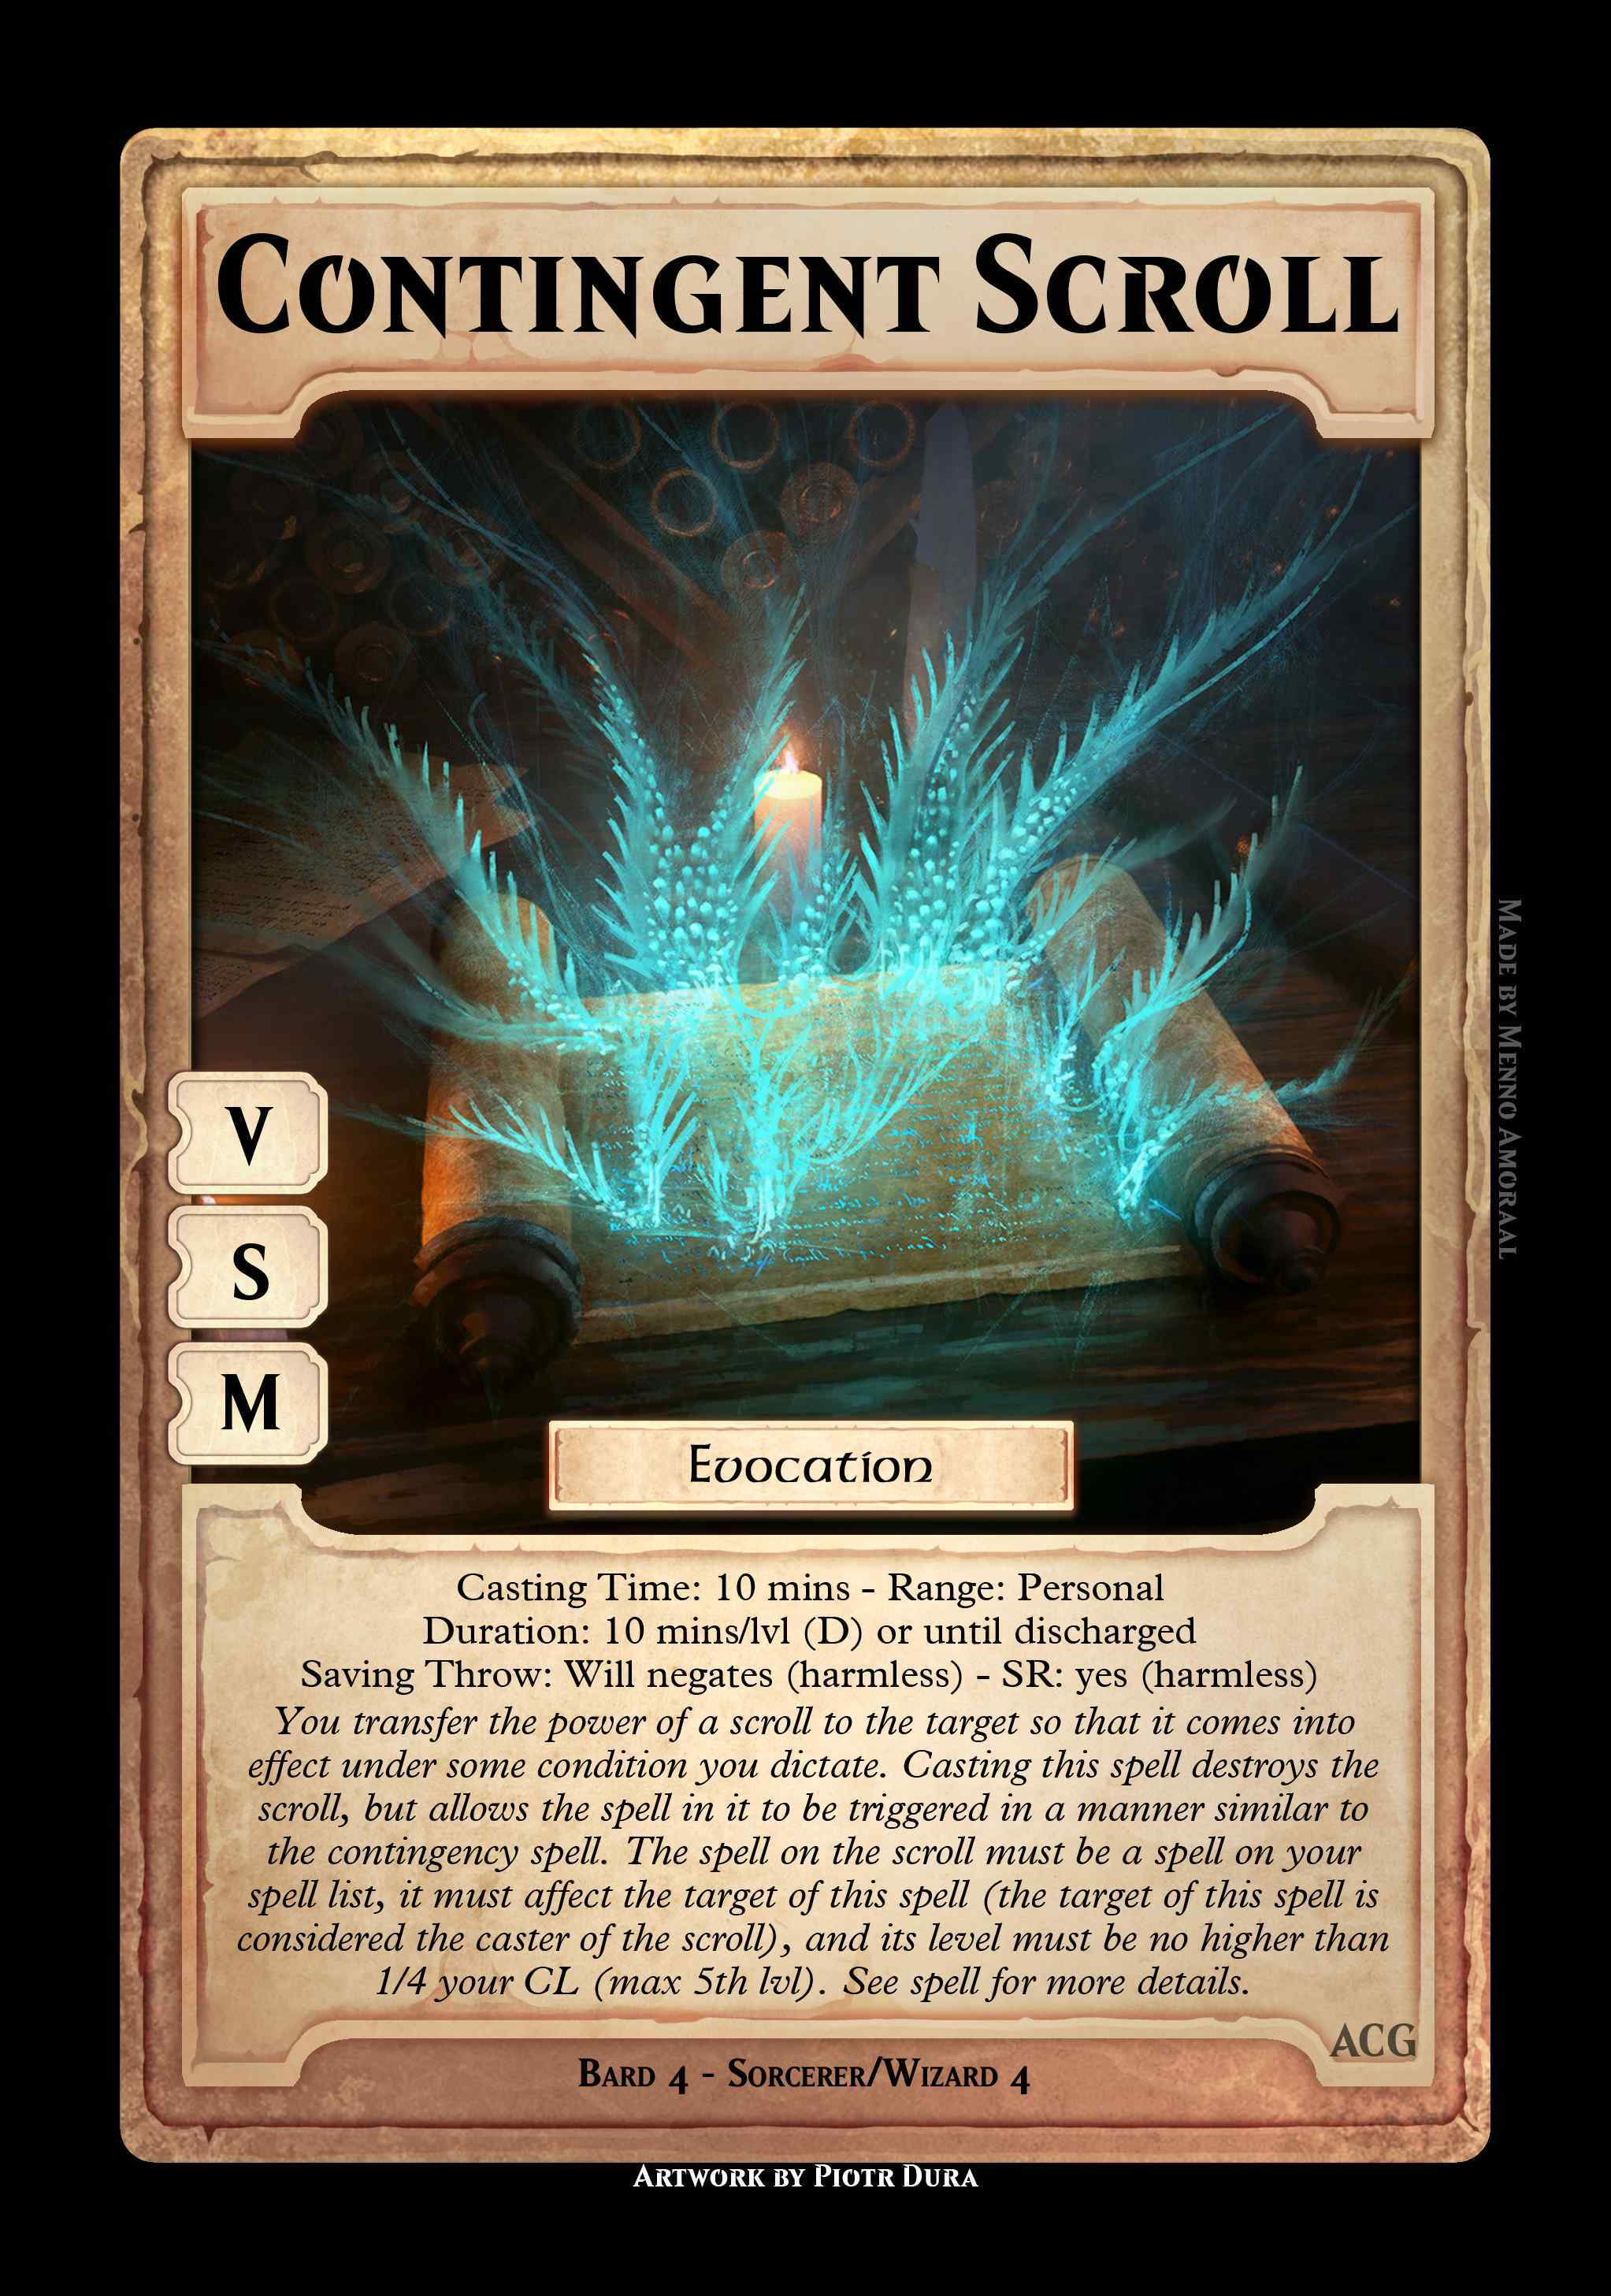 Contingent Scroll
V
S
M
Evocation
Casting Time: 10 mins - Range: Personal
Duration: 10 mins/lvl (D) or until discharged
Saving Throw: Will negates (harmless) - SR: yes (harmless)
You transfer the power of a scroll to the target so that it comes into
effect under some condition you dictate. Casting this spell destroys the
scroll, but allows the spell in it to be triggered in a manner similar to
the contingency spell. The spell on the scroll must be a spell on your
spell list, it must affect the target of this spell (the target of this spell is
considered the caster of the scroll), and its level must be no higher than
1/4 your CL (max 5th lvl). See spell for more details.
ACG
Bard 4 - Sorcerer/Wizard 4
Artwork by Piotr Dura
Made by Menno Amoraal